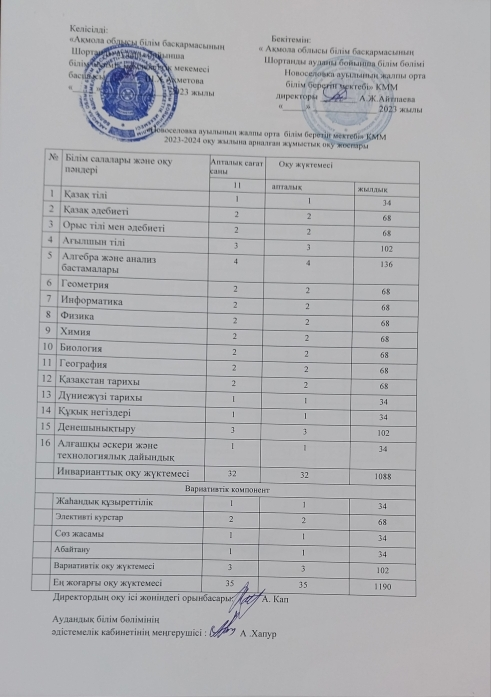 Келісілді:
«Ақмола облысы білім басқармасының
Шортанды ауданы бойынша
білім бөлімі» мемлекеттік мекемесі
басшысы Ахметова
« 2023 жылы
Бекітемін:
« Ақмола облысы білім басқармасының
Шортанды ауданы бойынша білім бөлімі
Новоселовка ауылының жалпы орта
білім беретін мектебі» КММ
директоры А.Ж.Айтпаева
« » 2023 жылы
«Новоселовка ауылының жалпы орта білім беретін мектебі» КММ
2023-2024 оқу жылына арналған жұмыстық оқу жоспары
№ Білім салалары және оқу пәндері Апталық сағат саны Оқу жүктемесі
11 апталық жылдық
1 Қазақ тілі 1 1 34
2 Қазақ әдебиеті 2 2 68
3 Орыс тілі мен әдебиеті 2 2 68
4 Ағылшын тілі 3 3 102
5 Алгебра және анализ бастамалары 4 4 136
6 Геометрия 2 2 68
7 Информатика 2 2 68
8 Физика 2 2 68
9 Химия 2 2 68
10 Биология 2 2 68
11 География 2 2 68
12 Қазақстан тарихы 2 2 68
13 Дүниежүзі тарихы 1 1 34
14 Құқық негіздері 1 1 34
15 Денешынықтыру 3 3 102
16 Алғашқы әскери және технологиялық дайындық 1 1 34
Инварианттық оқу жүктемесі 32 32 1088
Вариативтік компонент
Жаһандық құзыреттілік 1 1 34
Элективті курстар 2 2 68
Сөз жасамы 1 1 34
Абайтану 1 1 34
Вариативтік оқу жүктемесі 3 3 102
Ең жоғарғы оқу жүктемесі 35 35 1190
Директордың оқу ісі жөніндегі орынбасары: А. Кап
Аудандық білім бөлімінің
әдістемелік кабинетінің меңгерушісі : А .Хапур